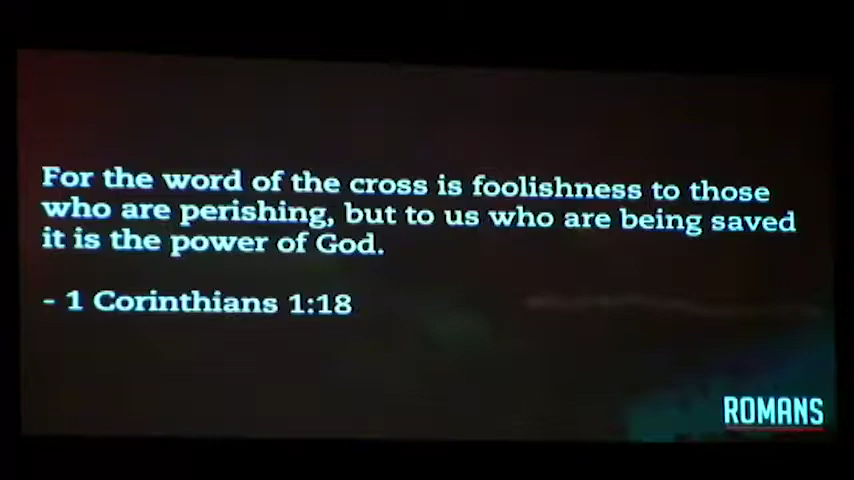 For the word of the cross is foolishness to those
who are perishing, but to us who are being saved
it is the power of God.
- 1 Corinthians 1:18
ROMANS